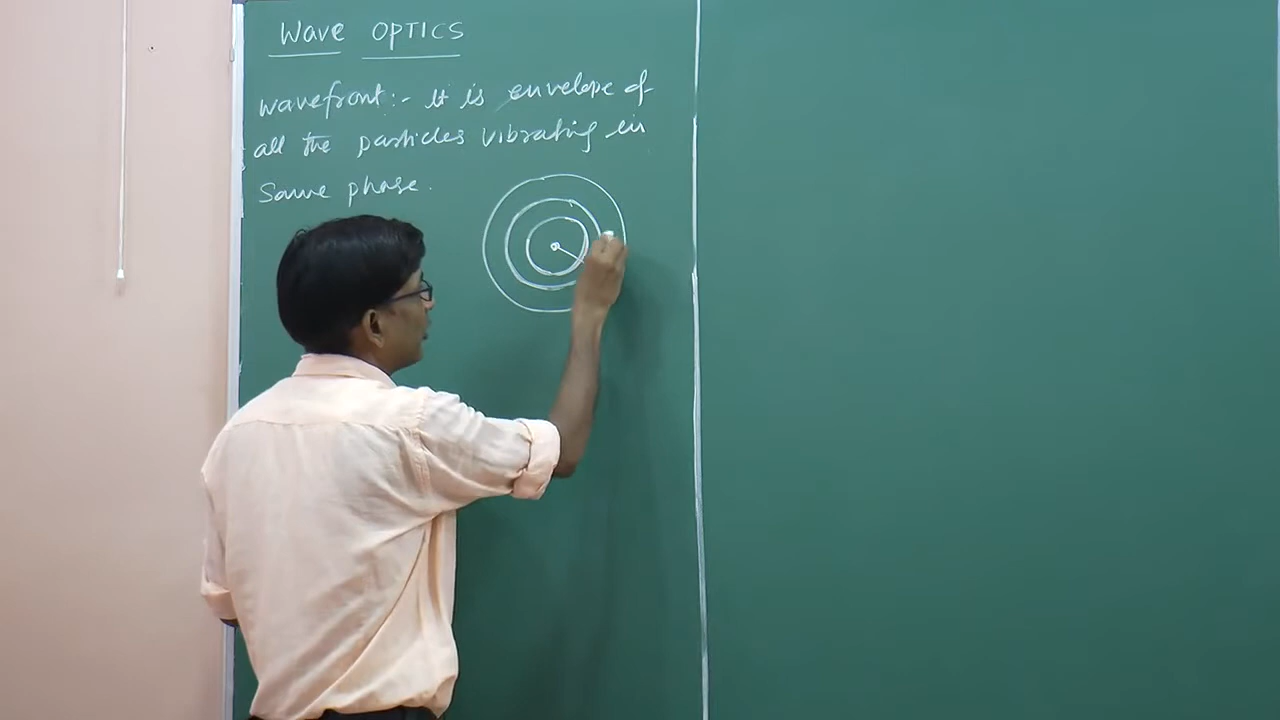 Wave OPTICS
Wavefront:- It is envelope of
all the particles vibrating in
Same phase.